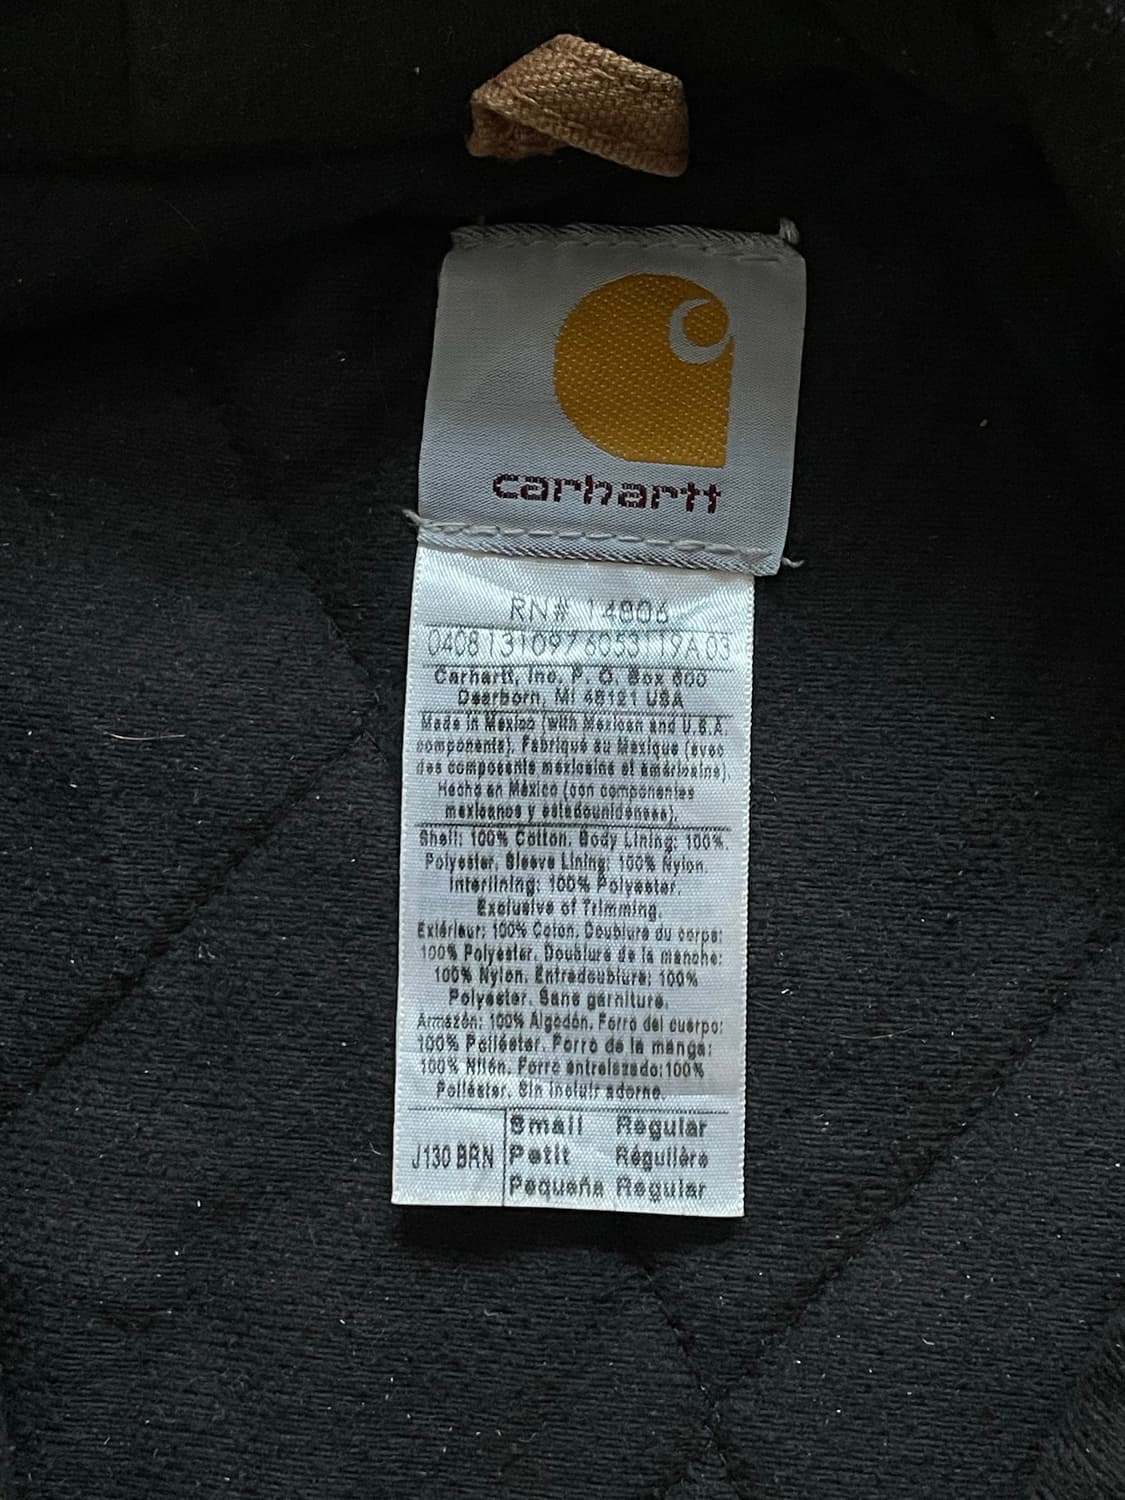 carhartt
RN# 14806
0408 131097 6053 119A 03
Carhartt, Inc. P. O. Box 600
Dearborn, MI 48121 USA
Made in Mexico (with Mexican and U.S.A.
components). Fabriqué au Mexique (avec
des composants mexicains et américains).
Hecho en México (con componentes
mexicanos y estadounidenses).
Shell: 100% Cotton. Body Lining: 100%
Polyester. Sleeve Lining: 100% Nylon.
Interlining: 100% Polyester.
Exclusive of Trimming.
Extérieur: 100% Coton. Doublure du corps:
100% Polyester. Doublure de la manche:
100% Nylon. Entredoublure: 100%
Polyester. Sans garniture.
Armazón: 100% Algodón. Forro del cuerpo:
100% Poliéster. Forro de la manga:
100% Nilón. Forro entrelazado: 100%
Poliéster. Sin incluir adorno.
J130 BRN
Small Regular
Petit Régulière
Pequeña Regular